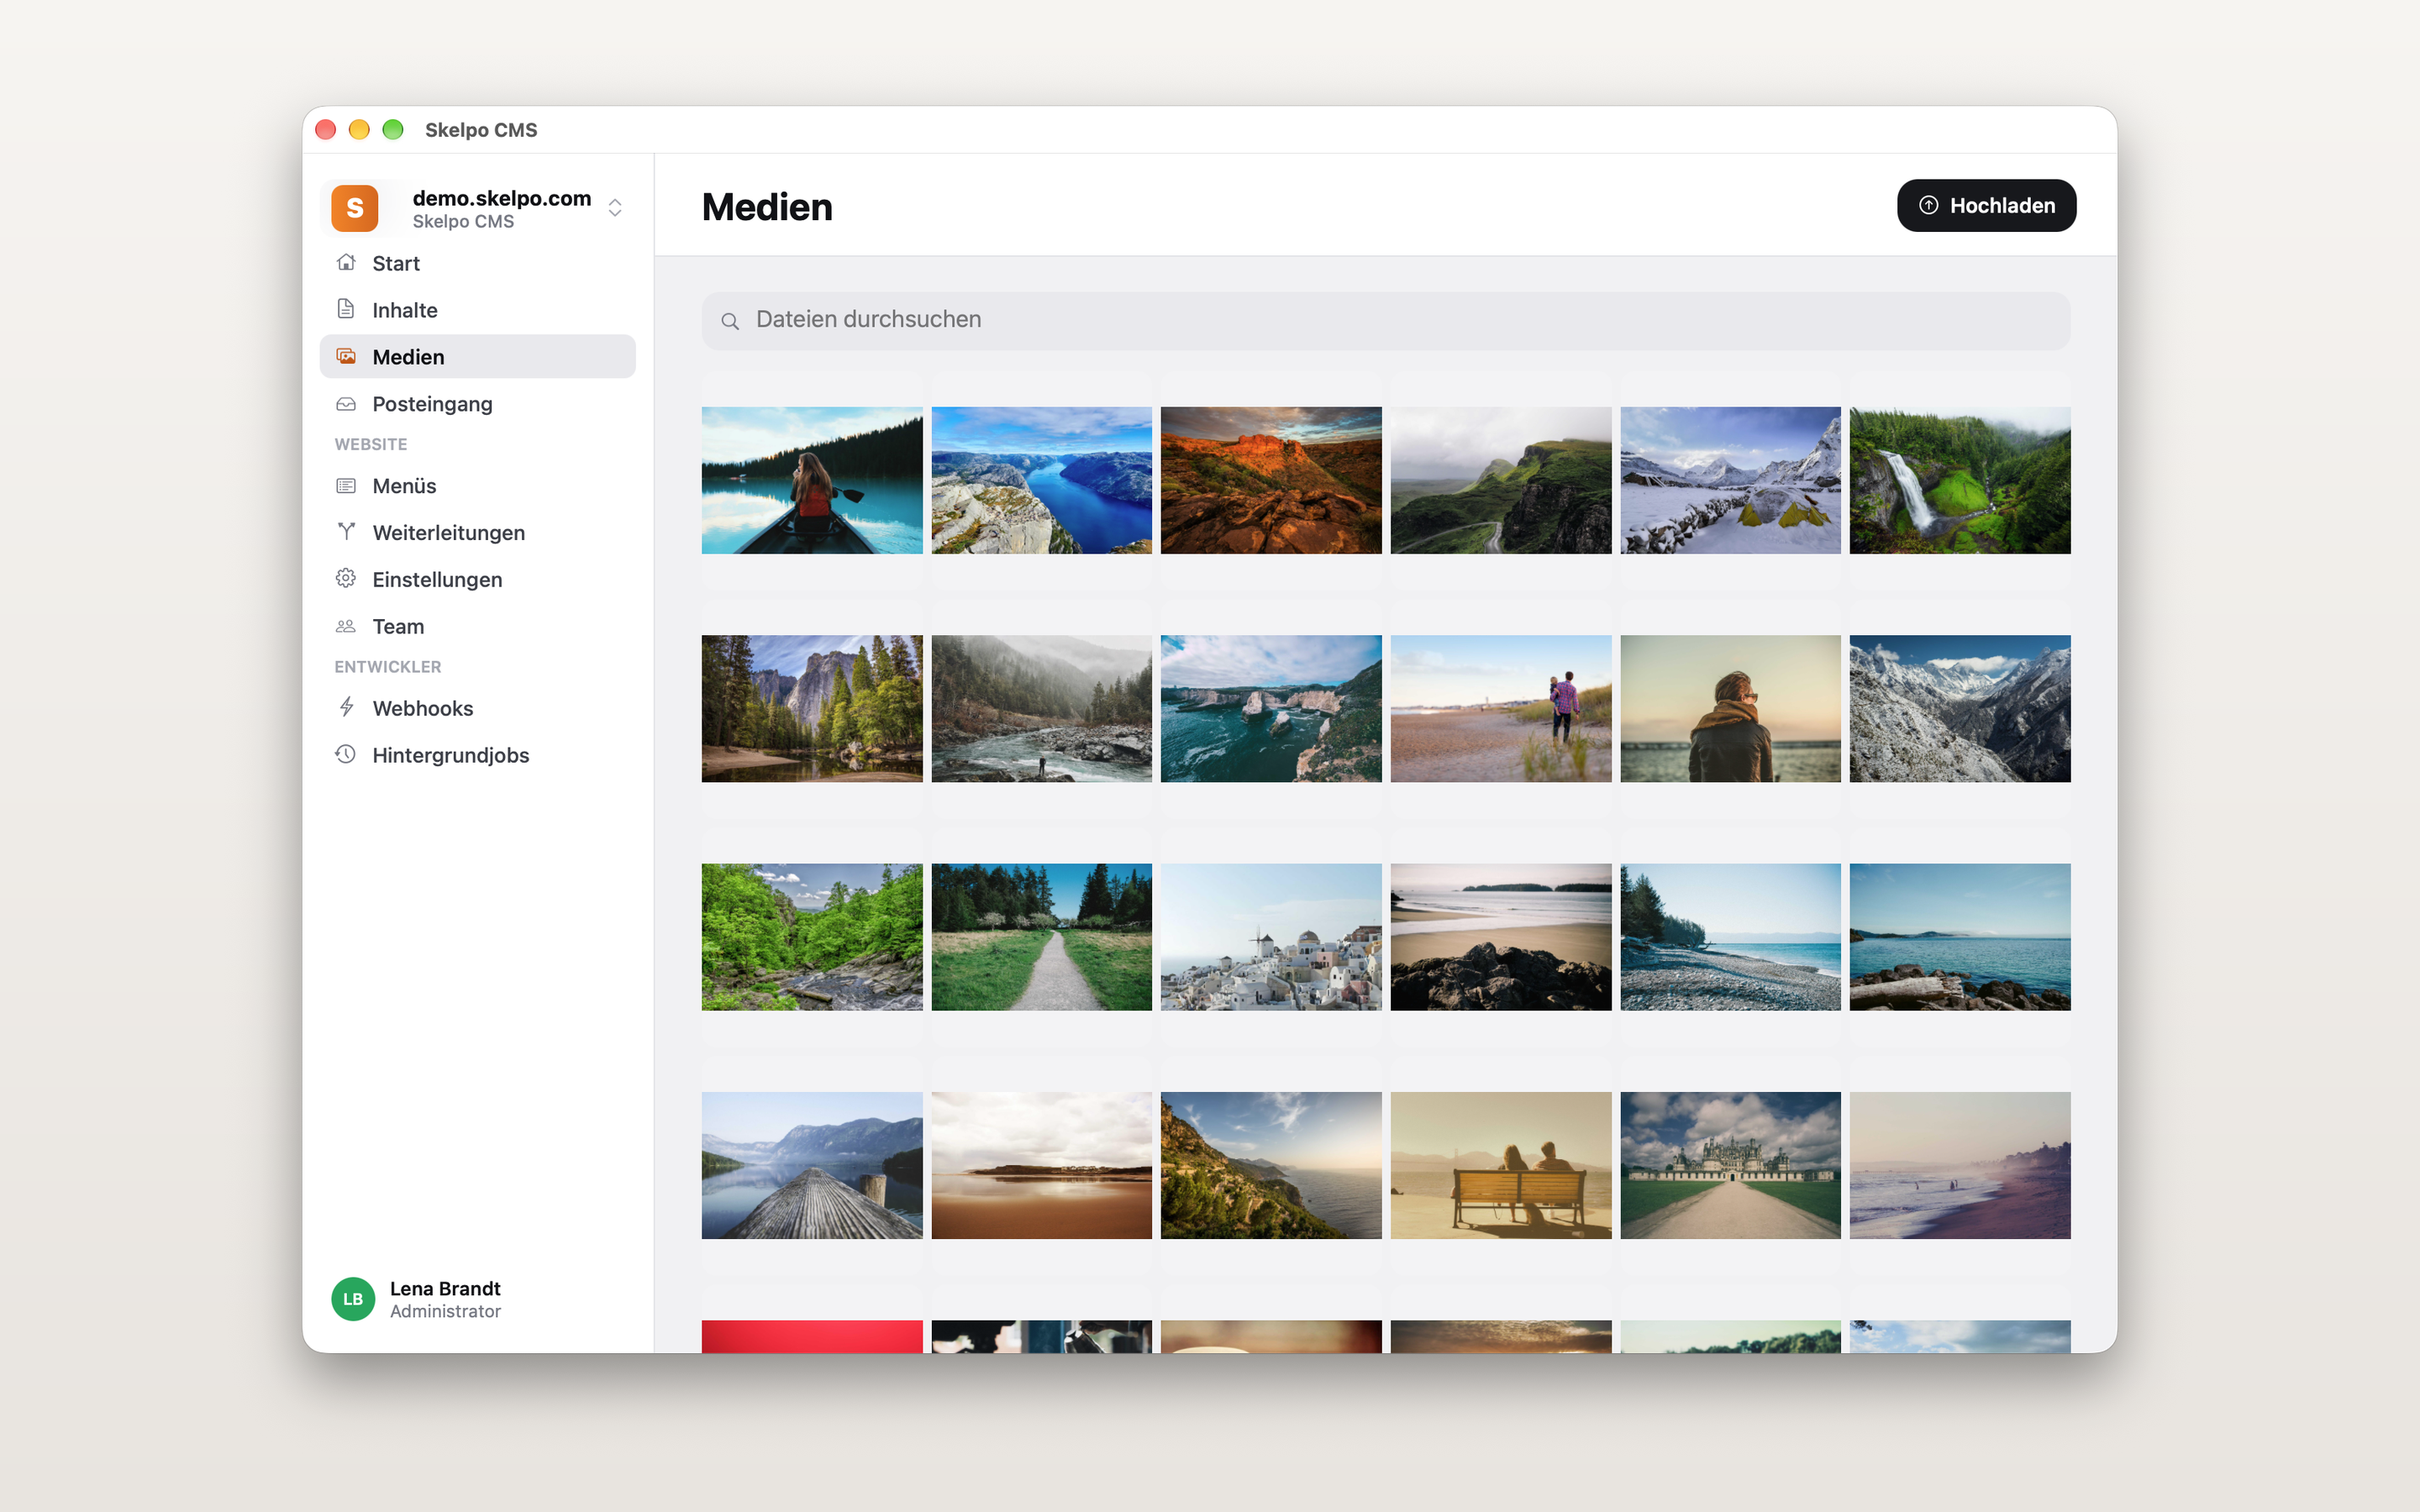 Skelpo CMS
S
demo.skelpo.com
Skelpo CMS
Start
Inhalte
Medien
Posteingang
WEBSITE
Menüs
Weiterleitungen
Einstellungen
Team
ENTWICKLER
Webhooks
Hintergrundjobs
LB
Lena Brandt
Administrator
Medien
Hochladen
Dateien durchsuchen